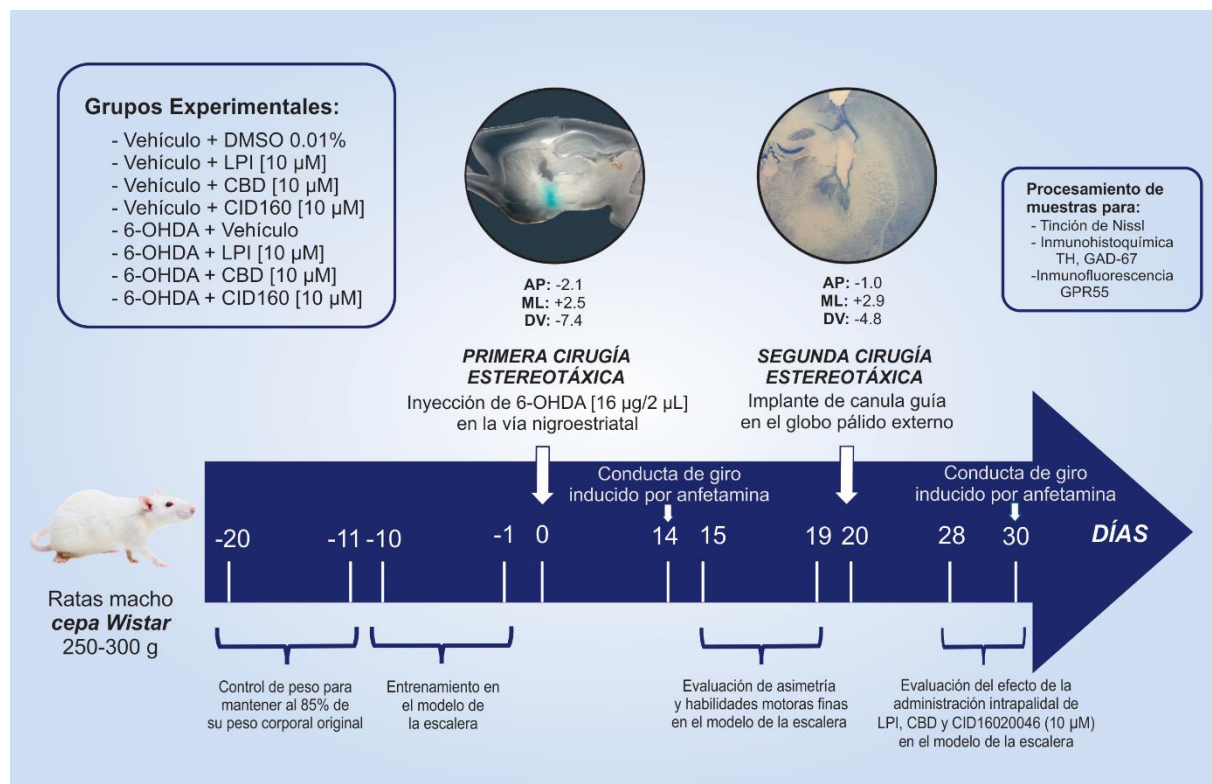 Grupos Experimentales:
- Vehículo + DMSO 0.01%
- Vehículo + LPI [10 µM]
- Vehículo + CBD [10 µM]
- Vehículo + CID160 [10 µM]
- 6-OHDA + Vehículo
- 6-OHDA + LPI [10 µM]
- 6-OHDA + CBD [10 µM]
- 6-OHDA + CID160 [10 µM]
AP: -2.1
ML: +2.5
DV: -7.4
PRIMERA CIRUGÍA
ESTEREOTÁXICA
Inyección de 6-OHDA [16 µg/2 µL]
en la vía nigroestriatal
AP: -1.0
ML: +2.9
DV: -4.8
SEGUNDA CIRUGÍA
ESTEREOTÁXICA
Implante de canula guía
en el globo pálido externo
Procesamiento de
muestras para:
- Tinción de Nissl
- Inmunohistoquímica
TH, GAD-67
-Inmunofluorescencia
GPR55
Conducta de giro
inducido por anfetamina
Conducta de giro
inducido por anfetamina
-20 -11 -10 -1 0 14 15 19 20 28 30 DÍAS
Ratas macho
cepa Wistar
250-300 g
Control de peso para
mantener al 85% de
su peso corporal original
Entrenamiento en
el modelo de
la escalera
Evaluación de asimetría
y habilidades motoras finas
en el modelo de la escalera
Evaluación del efecto de la
administración intrapalidal de
LPI, CBD y CID16020046 (10 µM)
en el modelo de la escalera